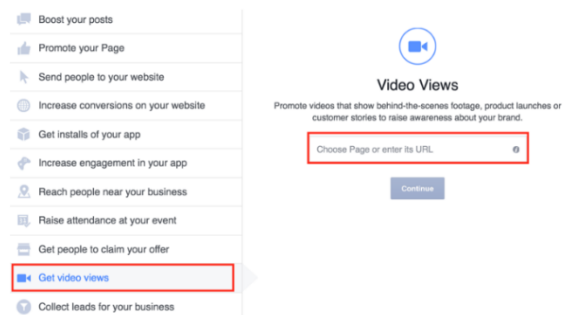 Boost your posts
Promote your Page
Send people to your website
Increase conversions on your website
Get installs of your app
Increase engagement in your app
Reach people near your business
Raise attendance at your event
Get people to claim your offer
Get video views
Collect leads for your business
Video Views
Promote videos that show behind-the-scenes footage, product launches or
customer stories to raise awareness about your brand.
Choose Page or enter its URL
Continue